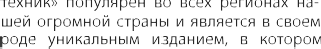 техник» популярен во всех регионах на-
шей огромной страны и является в своем
роде уникальным изданием, в котором